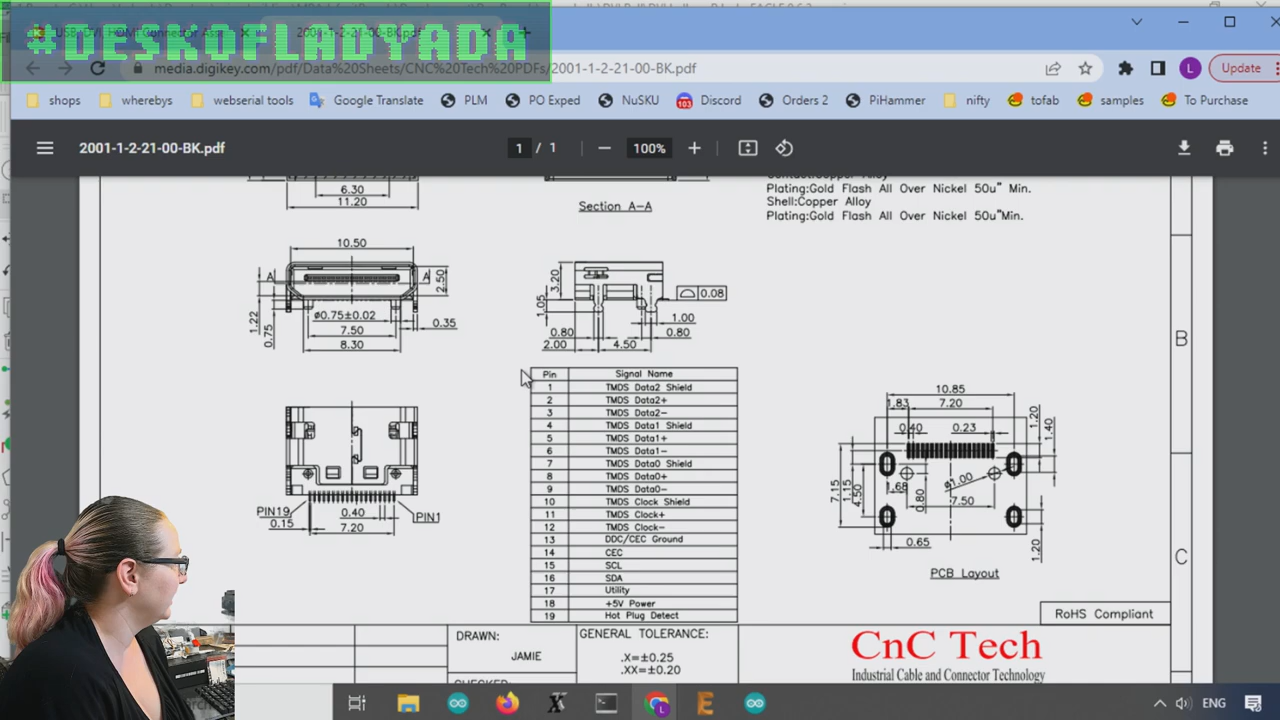 #DESKOFLADYADA
media.digikey.com/pdf/Data%20Sheets/CNC%20Tech%20PDFs/2001-1-2-21-00-BK.pdf
Update
shops
wherebys
webserial tools
Google Translate
PLM
PO Exped
NuSKU
Discord
Orders 2
PiHammer
nifty
tofab
samples
To Purchase
2001-1-2-21-00-BK.pdf
1 / 1
100%
6.30
11.20
Section A-A
Plating:Gold Flash All Over Nickel 50u" Min.
Shell:Copper Alloy
Plating:Gold Flash All Over Nickel 50u"Min.
B
10.50
A
A
2.50
1.22
0.75
ø0.75±0.02
7.50
8.30
0.35
3.20
1.05
0.08
1.00
0.80
0.80
2.00
4.50
PIN19
PIN1
0.15
0.40
7.20
Pin Signal Name
1 TMDS Data2 Shield
2 TMDS Data2+
3 TMDS Data2-
4 TMDS Data1 Shield
5 TMDS Data1+
6 TMDS Data1-
7 TMDS Data0 Shield
8 TMDS Data0+
9 TMDS Data0-
10 TMDS Clock Shield
11 TMDS Clock+
12 TMDS Clock-
13 DDC/CEC Ground
14 CEC
15 SCL
16 SDA
17 Utility
18 +5V Power
19 Hot Plug Detect
10.85
1.83
7.20
0.40
0.23
1.20
1.40
7.15
1.15
4.50
1.68
0.80
ø1.00
7.50
0.65
1.20
PCB Layout
C
RoHS Compliant
DRAWN:
JAMIE
GENERAL TOLERANCE:
.X=±0.25
.XX=±0.20
CnC Tech
Industrial Cable and Connector Technology
ENG